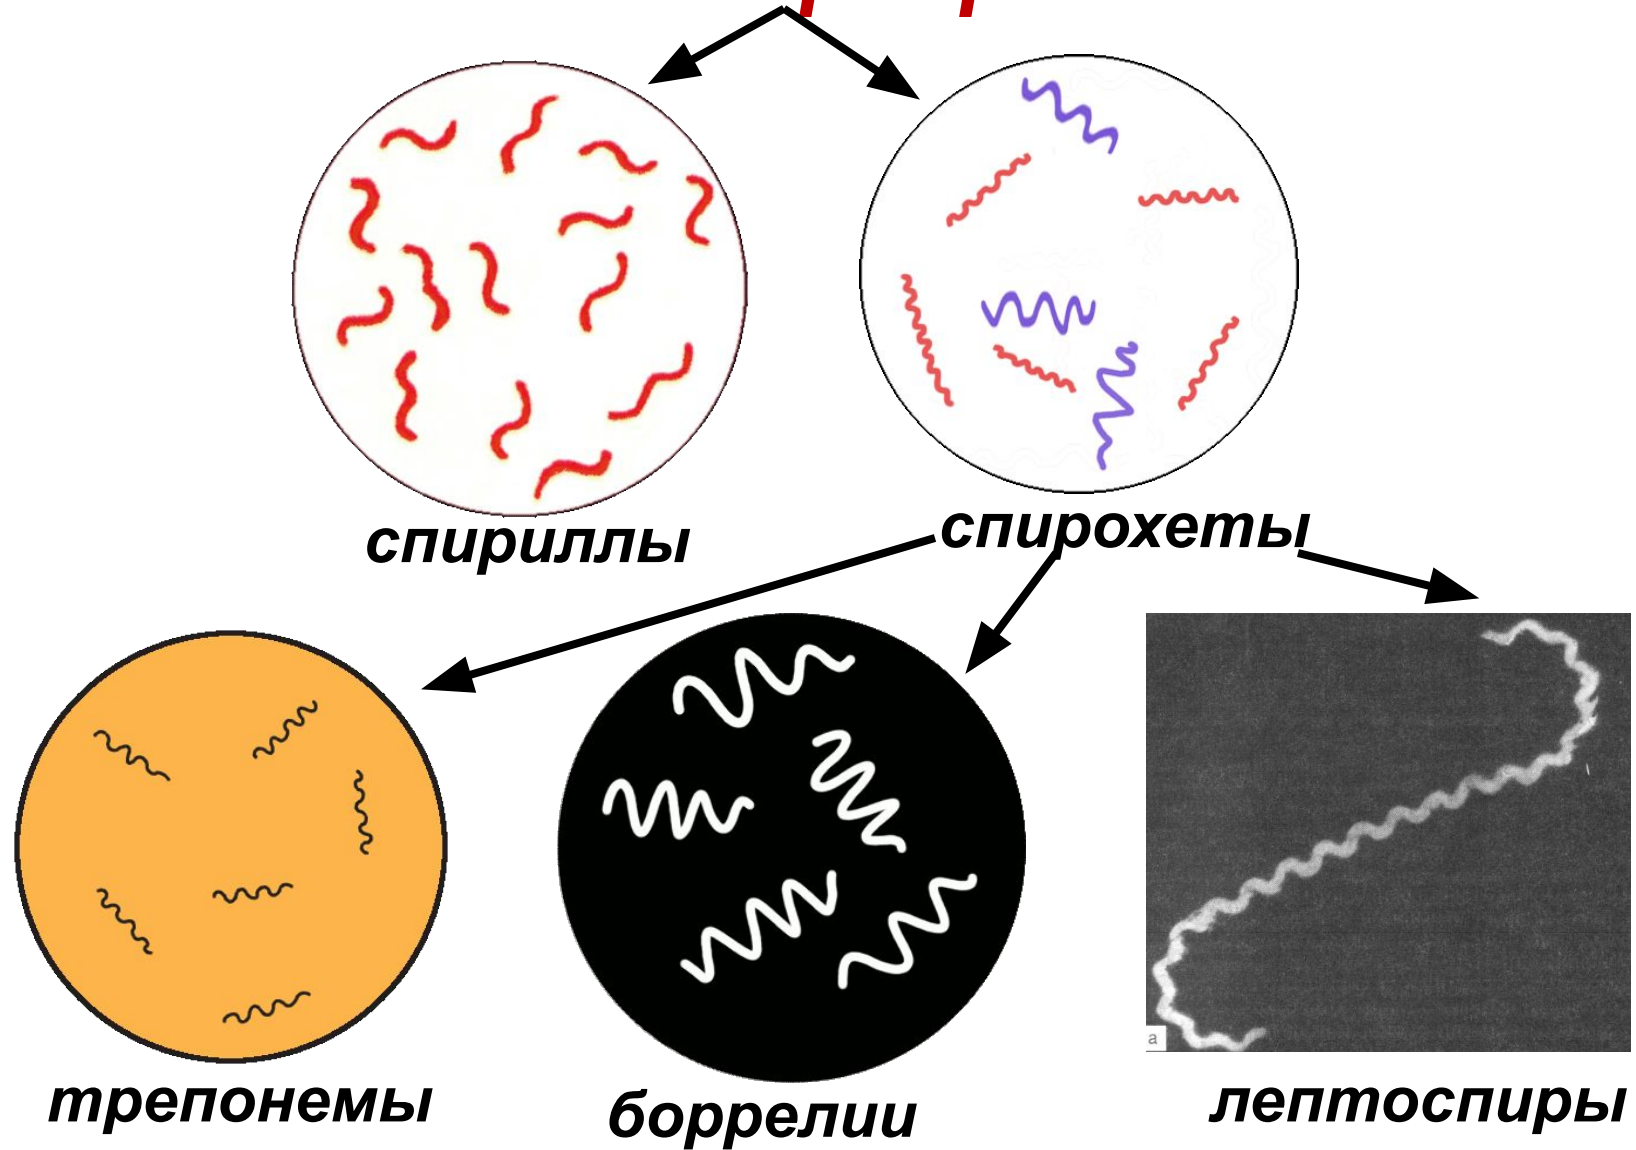 спириллы
спирохеты
a
трепонемы
боррелии
лептоспиры